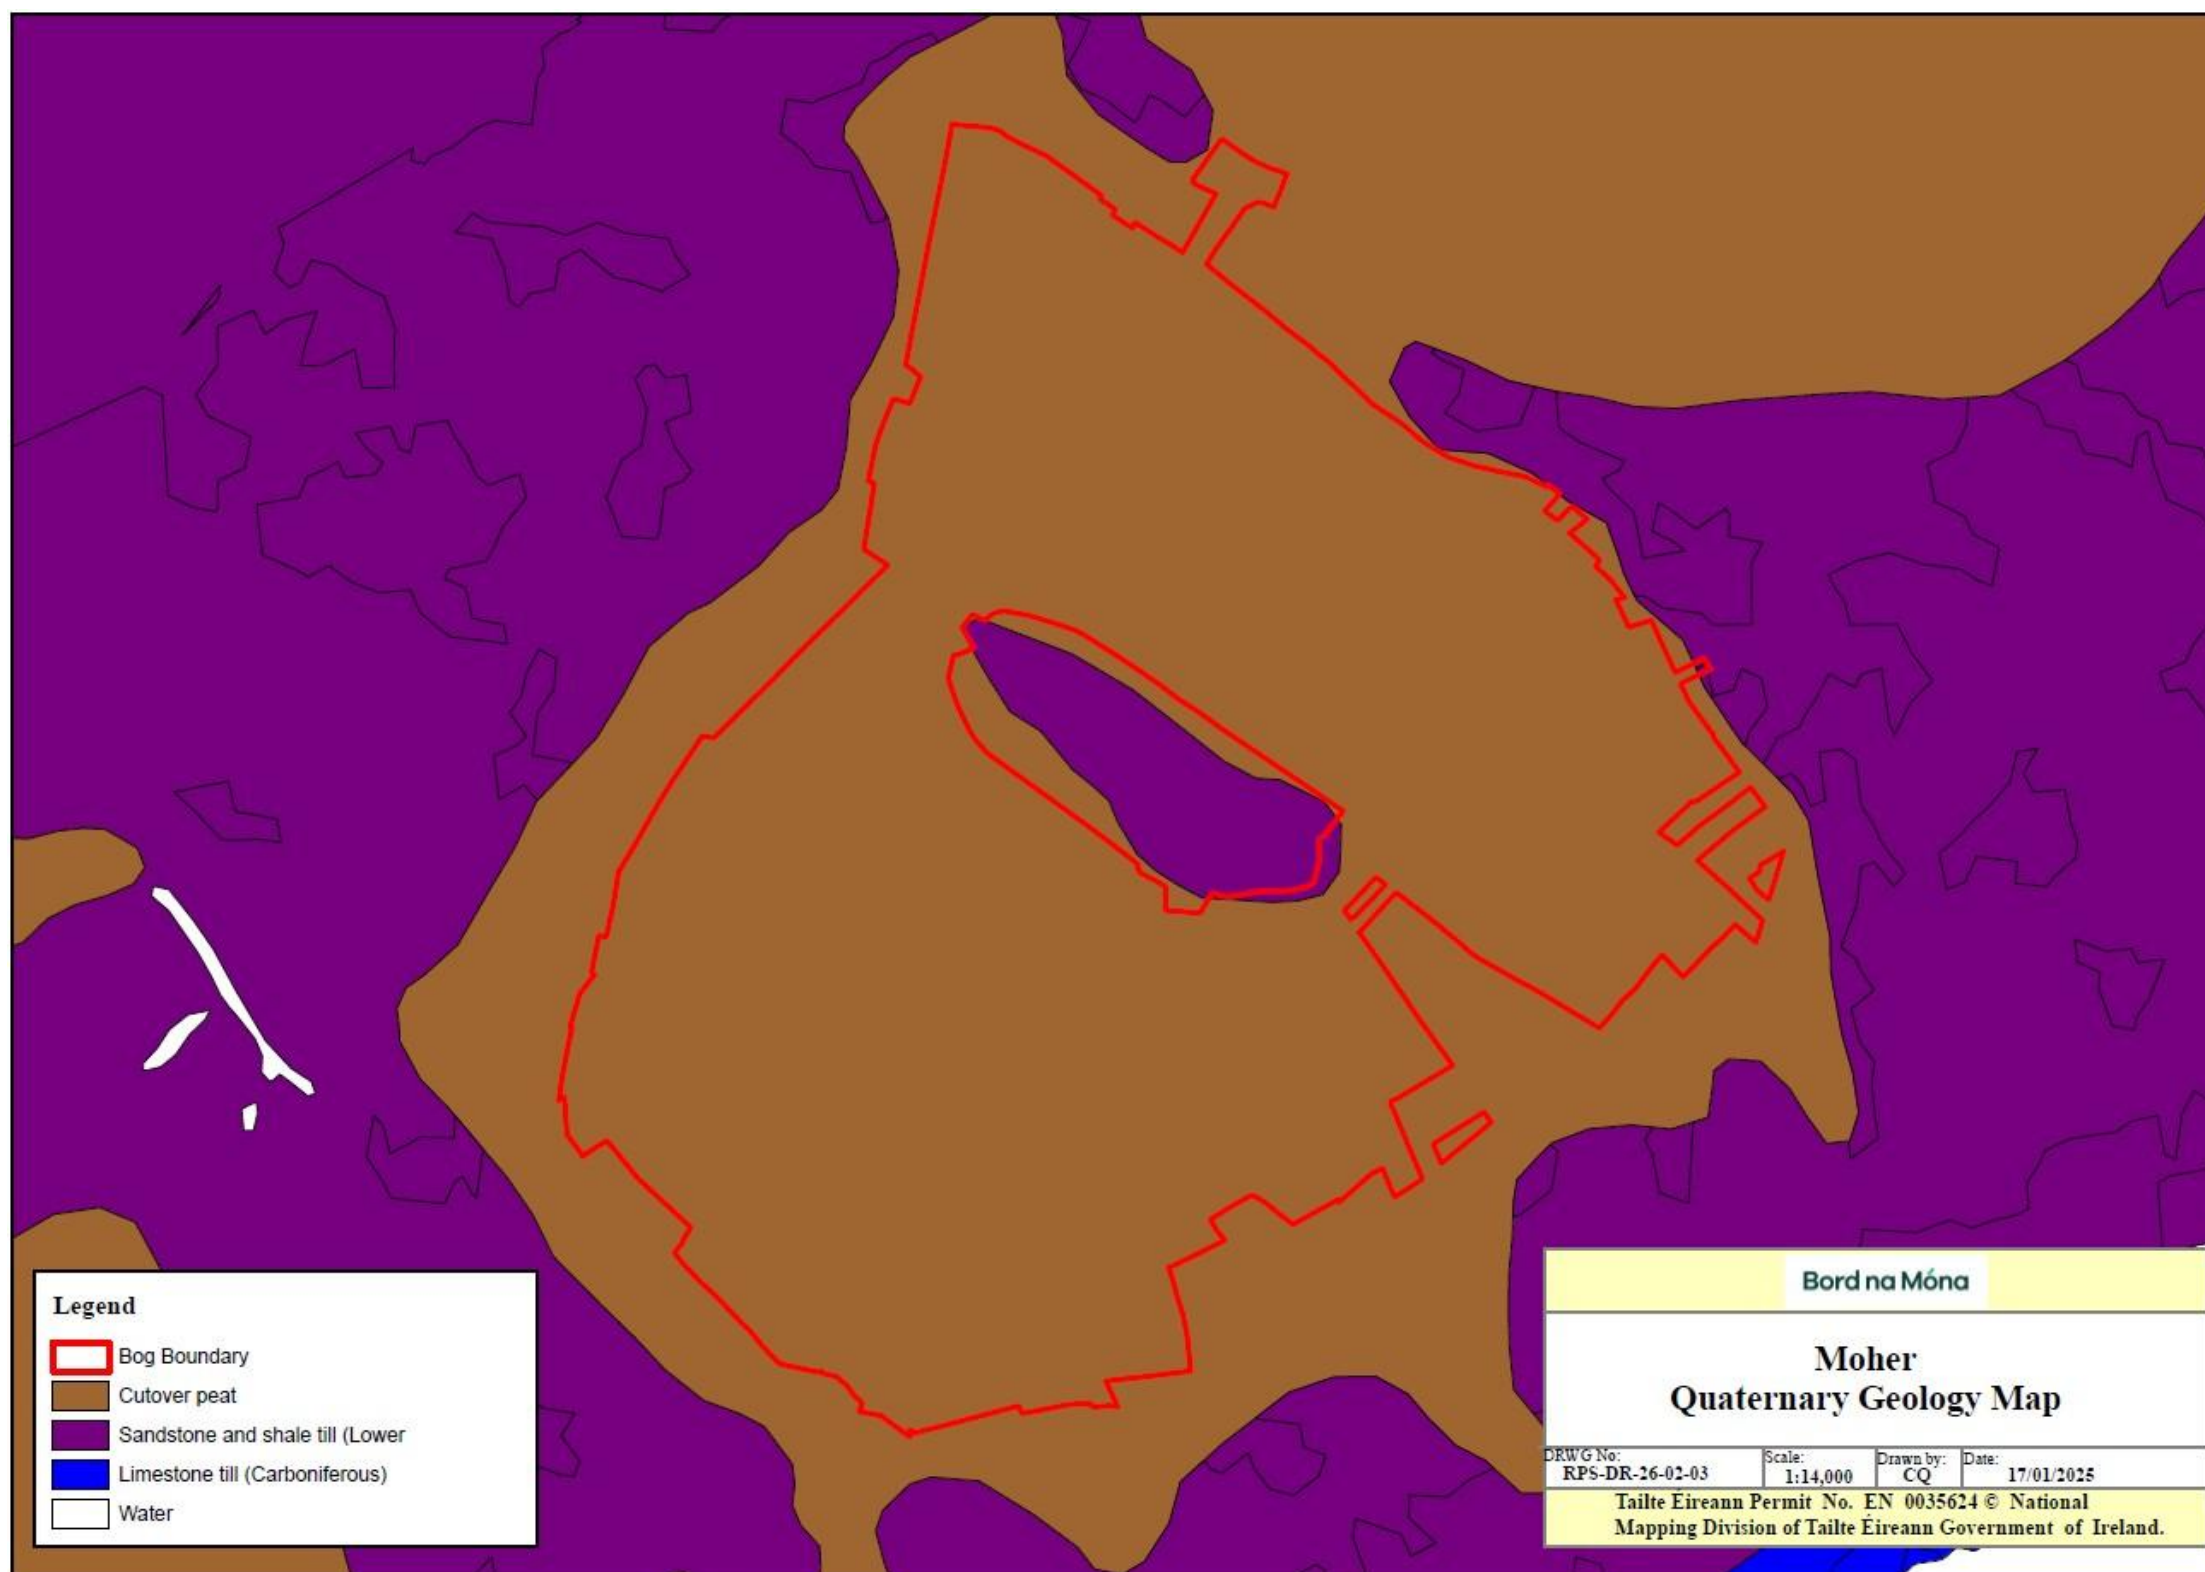 Legend
Bog Boundary
Cutover peat
Sandstone and shale till (Lower
Limestone till (Carboniferous)
Water
Bord na Móna
Moher
Quaternary Geology Map
DRWG No:
RPS-DR-26-02-03
Scale:
1:14,000
Drawn by:
CQ
Date:
17/01/2025
Tailte Éireann Permit No. EN 0035624 © National
Mapping Division of Tailte Éireann Government of Ireland.